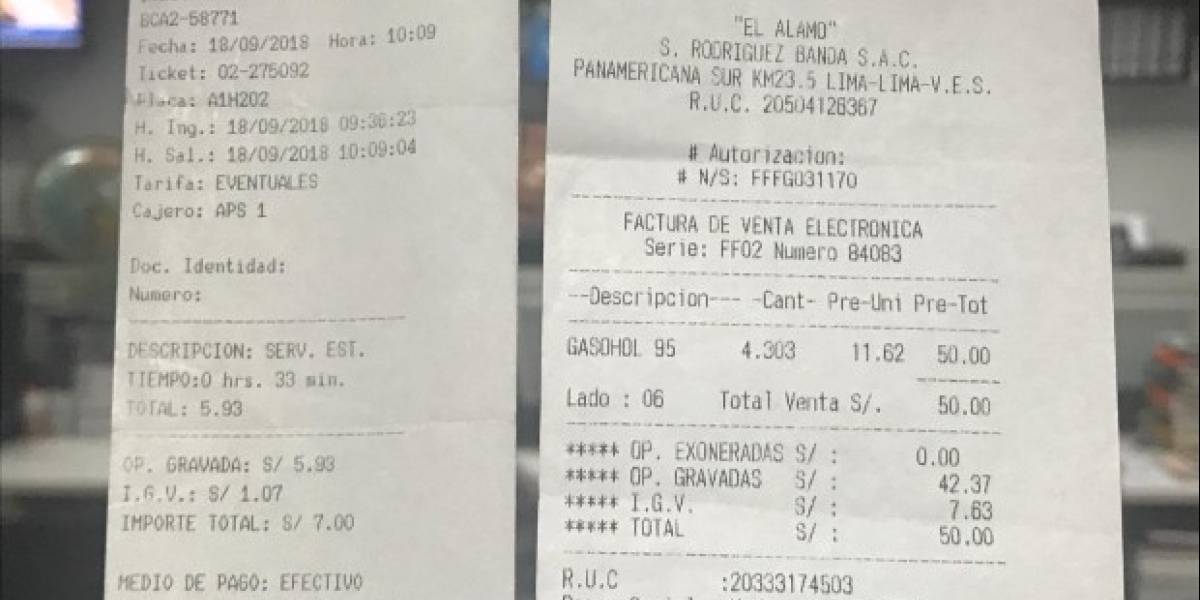 BCA2-58771
Fecha: 18/09/2018 Hora: 10:09
Ticket: 02-275092
Placa: A1H202
H. Ing.: 18/09/2018 09:36:23
H. Sal.: 18/09/2018 10:09:04
Tarifa: EVENTUALES
Cajero: APS 1
Doc. Identidad:
Numero:
DESCRIPCION: SERV. EST.
TIEMPO:0 hrs. 33 min.
TOTAL: 5.93
OP. GRAVADA: S/ 5.93
I.G.V.: S/ 1.07
IMPORTE TOTAL: S/ 7.00
MEDIO DE PAGO: EFECTIVO
"EL ALAMO"
S. RODRIGUEZ BANDA S.A.C.
PANAMERICANA SUR KM23.5 LIMA-LIMA-V.E.S.
R.U.C. 20504126367
# Autorizacion:
# N/S: FFFG031170
FACTURA DE VENTA ELECTRONICA
Serie: FF02 Numero 84083
--Descripcion--- -Cant- Pre-Uni Pre-Tot
GASOHOL 95 4.303 11.62 50.00
Lado : 06 Total Venta S/. 50.00
***** OP. EXONERADAS S/ : 0.00
***** OP. GRAVADAS S/ : 42.37
***** I.G.V. S/ : 7.63
***** TOTAL S/ : 50.00
R.U.C :20333174503